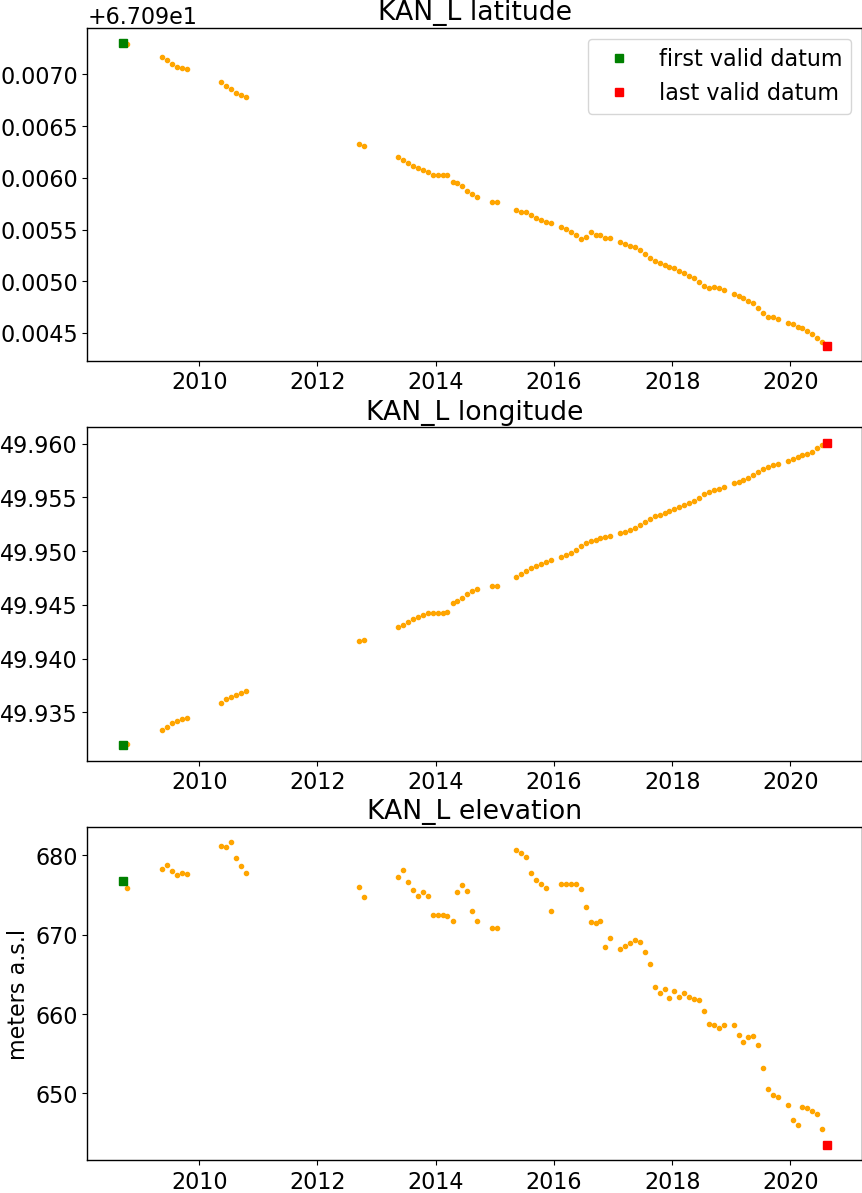 KAN_L latitude
+6.709e1
first valid datum
last valid datum
0.0070
0.0065
0.0060
0.0055
0.0050
0.0045
2010 2012 2014 2016 2018 2020
KAN_L longitude
49.960
49.955
49.950
49.945
49.940
49.935
2010 2012 2014 2016 2018 2020
KAN_L elevation
meters a.s.l
680
670
660
650
2010 2012 2014 2016 2018 2020